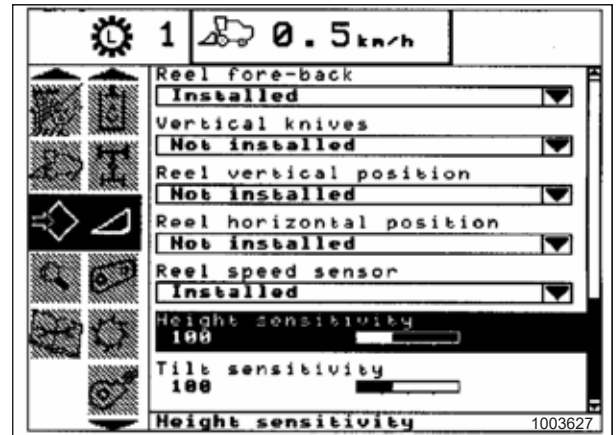 L 1 0.5km/h
Reel fore-back
Installed
Vertical knives
Not installed
Reel vertical position
Not installed
Reel horizontal position
Not installed
Reel speed sensor
Installed
Height sensitivity
100
Tilt sensitivity
100
Height sensitivity
1003627